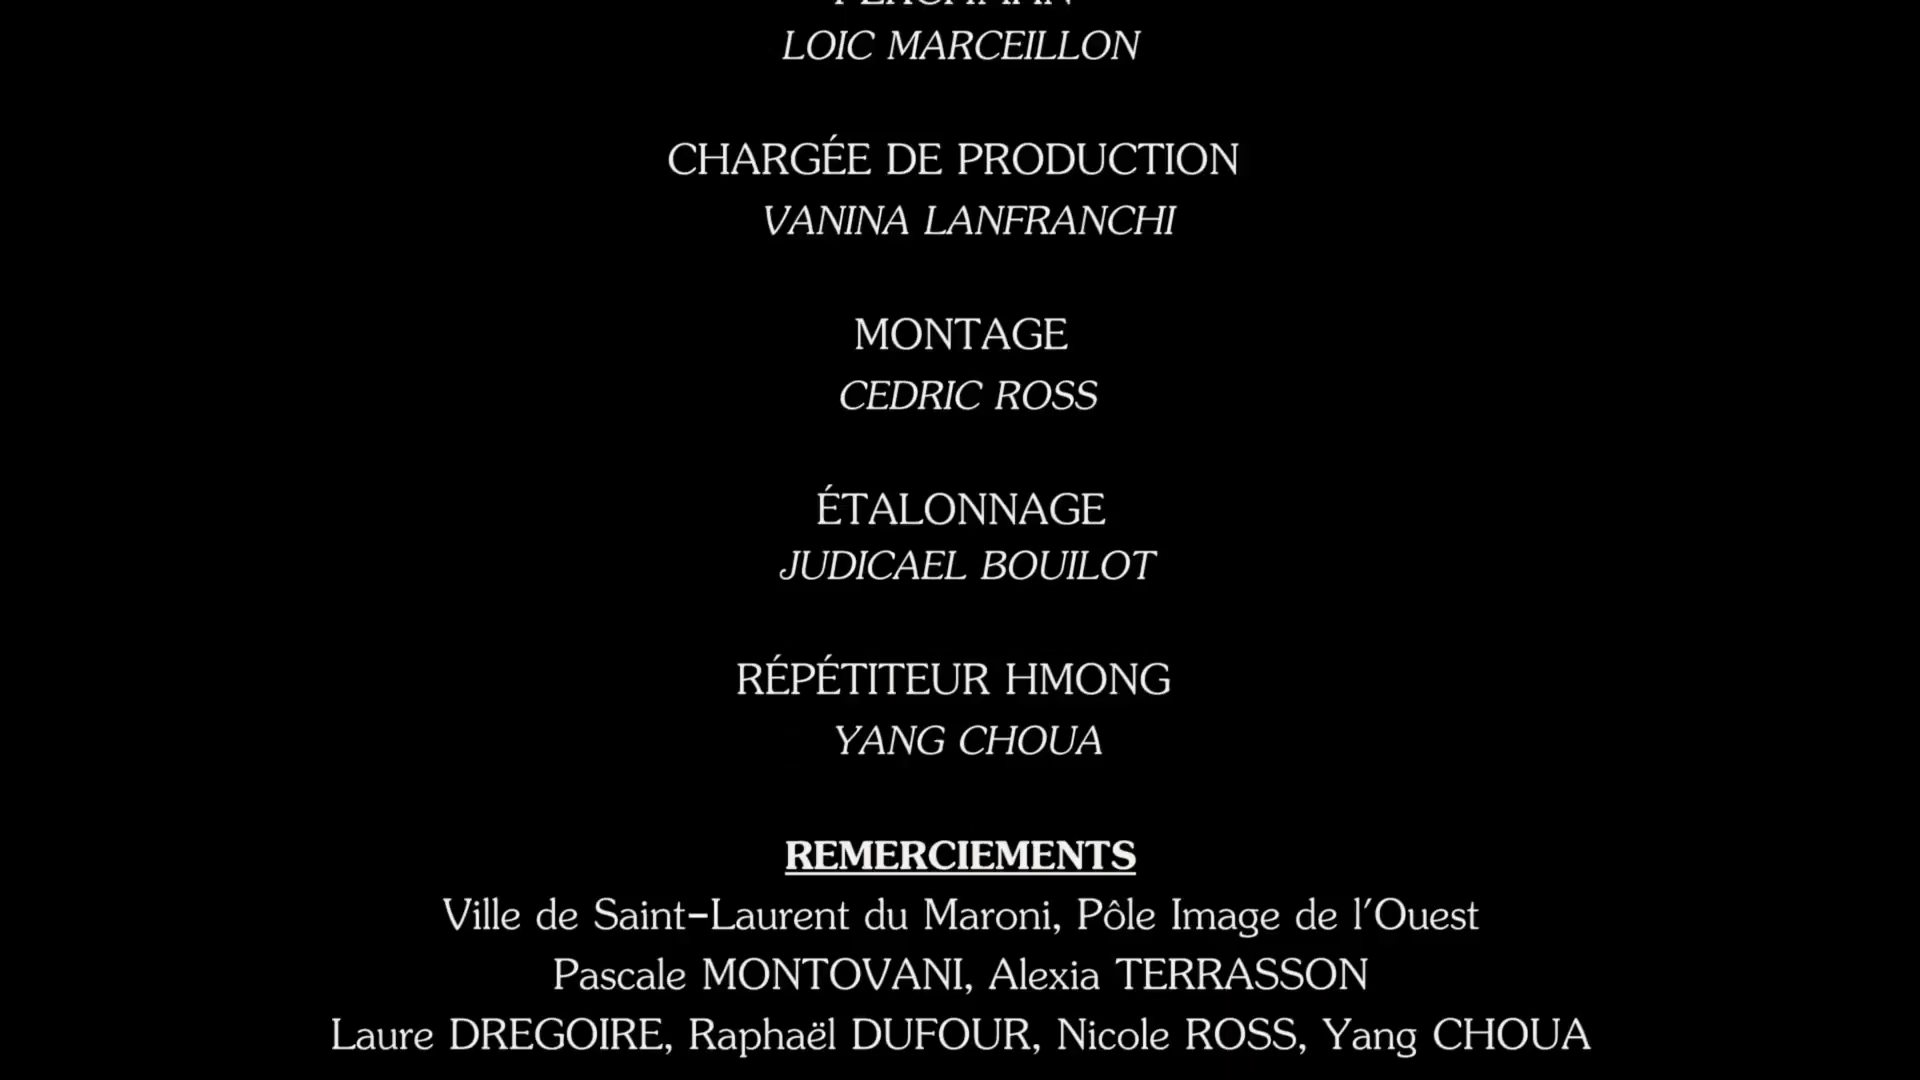 LOIC MARCEILLON
CHARGÉE DE PRODUCTION
VANINA LANFRANCHI
MONTAGE
CEDRIC ROSS
ÉTALONNAGE
JUDICAEL BOUILOT
RÉPÉTITEUR HMONG
YANG CHOUA
REMERCIEMENTS
Ville de Saint-Laurent du Maroni, Pôle Image de l'Ouest
Pascale MONTOVANI, Alexia TERRASSON
Laure DREGOIRE, Raphaël DUFOUR, Nicole ROSS, Yang CHOUA